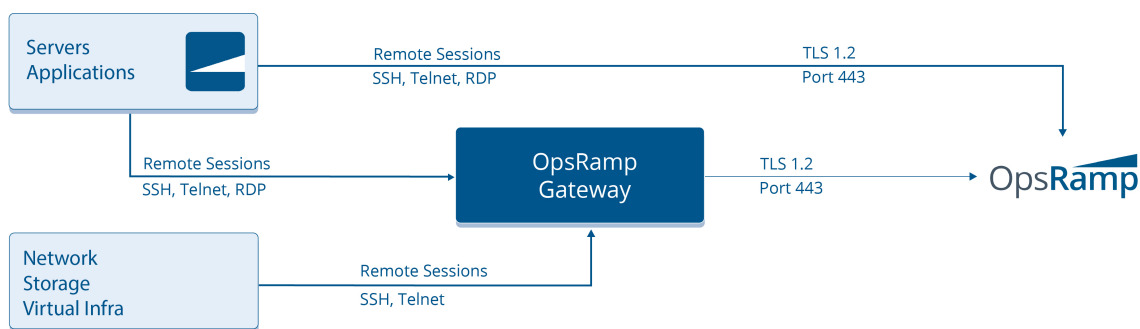 Servers
Applications
Remote Sessions
SSH, Telnet, RDP
TLS 1.2
Port 443
Remote Sessions
SSH, Telnet, RDP
OpsRamp
Gateway
TLS 1.2
Port 443
OpsRamp
Network
Storage
Virtual Infra
Remote Sessions
SSH, Telnet